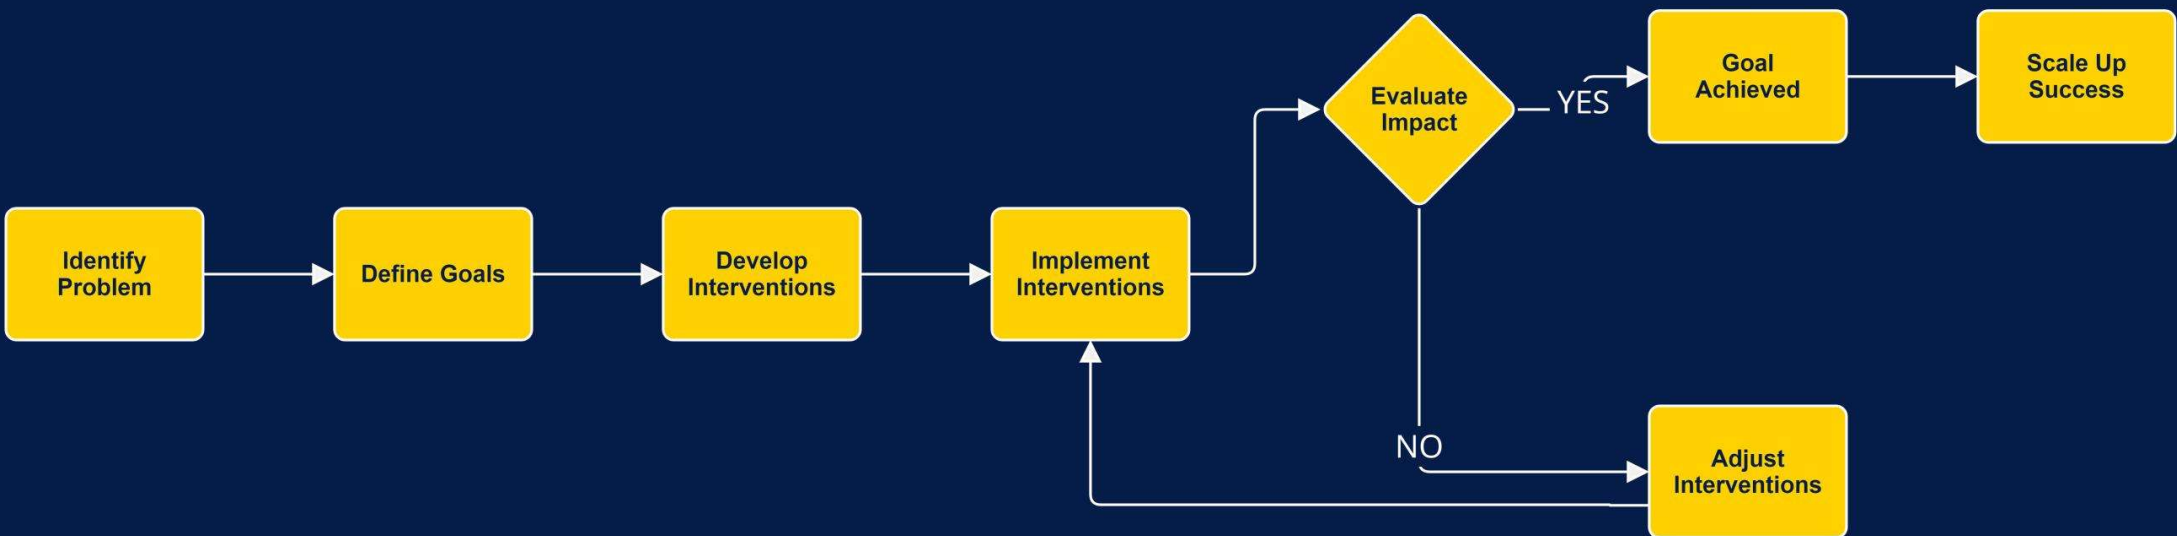 Identify
Problem
Define Goals
Develop
Interventions
Implement
Interventions
Evaluate
Impact
YES
Goal
Achieved
Scale Up
Success
NO
Adjust
Interventions